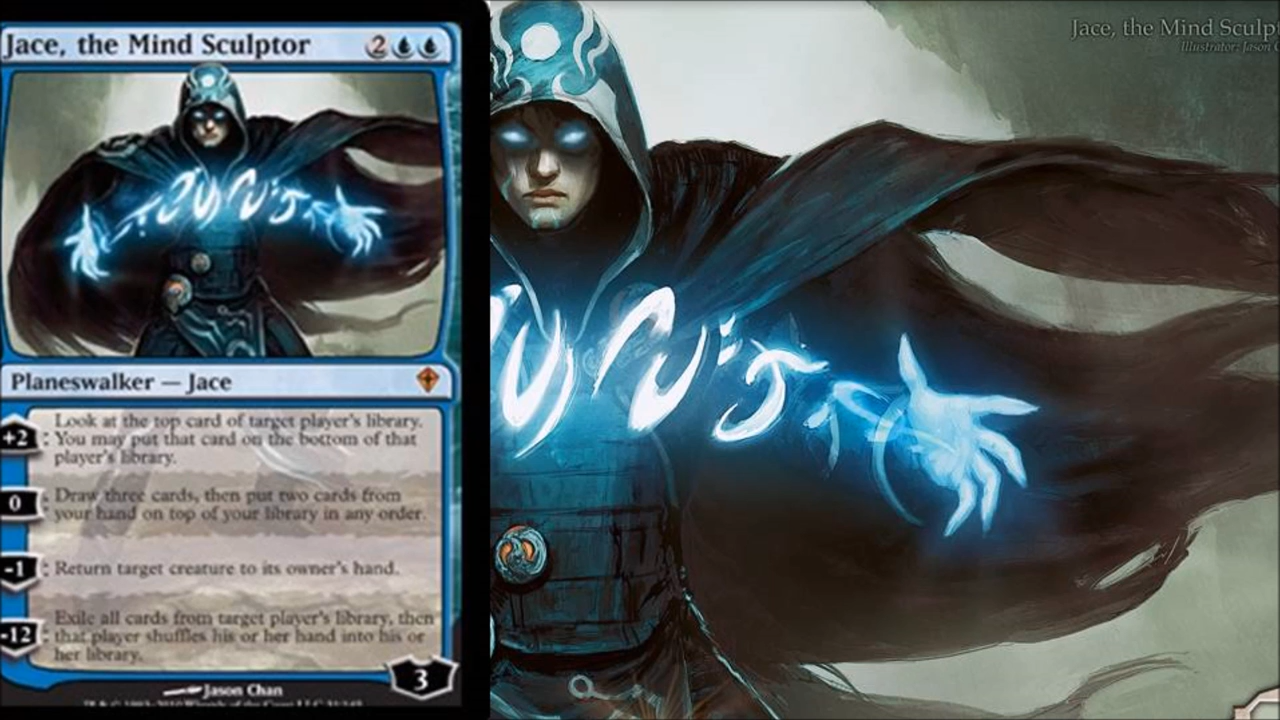 Jace, the Mind Sculptor 2
Planeswalker — Jace
+2 : Look at the top card of target player's library.
You may put that card on the bottom of that
player's library.
0 : Draw three cards, then put two cards from
your hand on top of your library in any order.
-1 : Return target creature to its owner's hand.
-12 : Exile all cards from target player's library, then
that player shuffles his or her hand into his or
her library.
Jason Chan
3
Jace, the Mind Sculpt
Illustrator: Jason